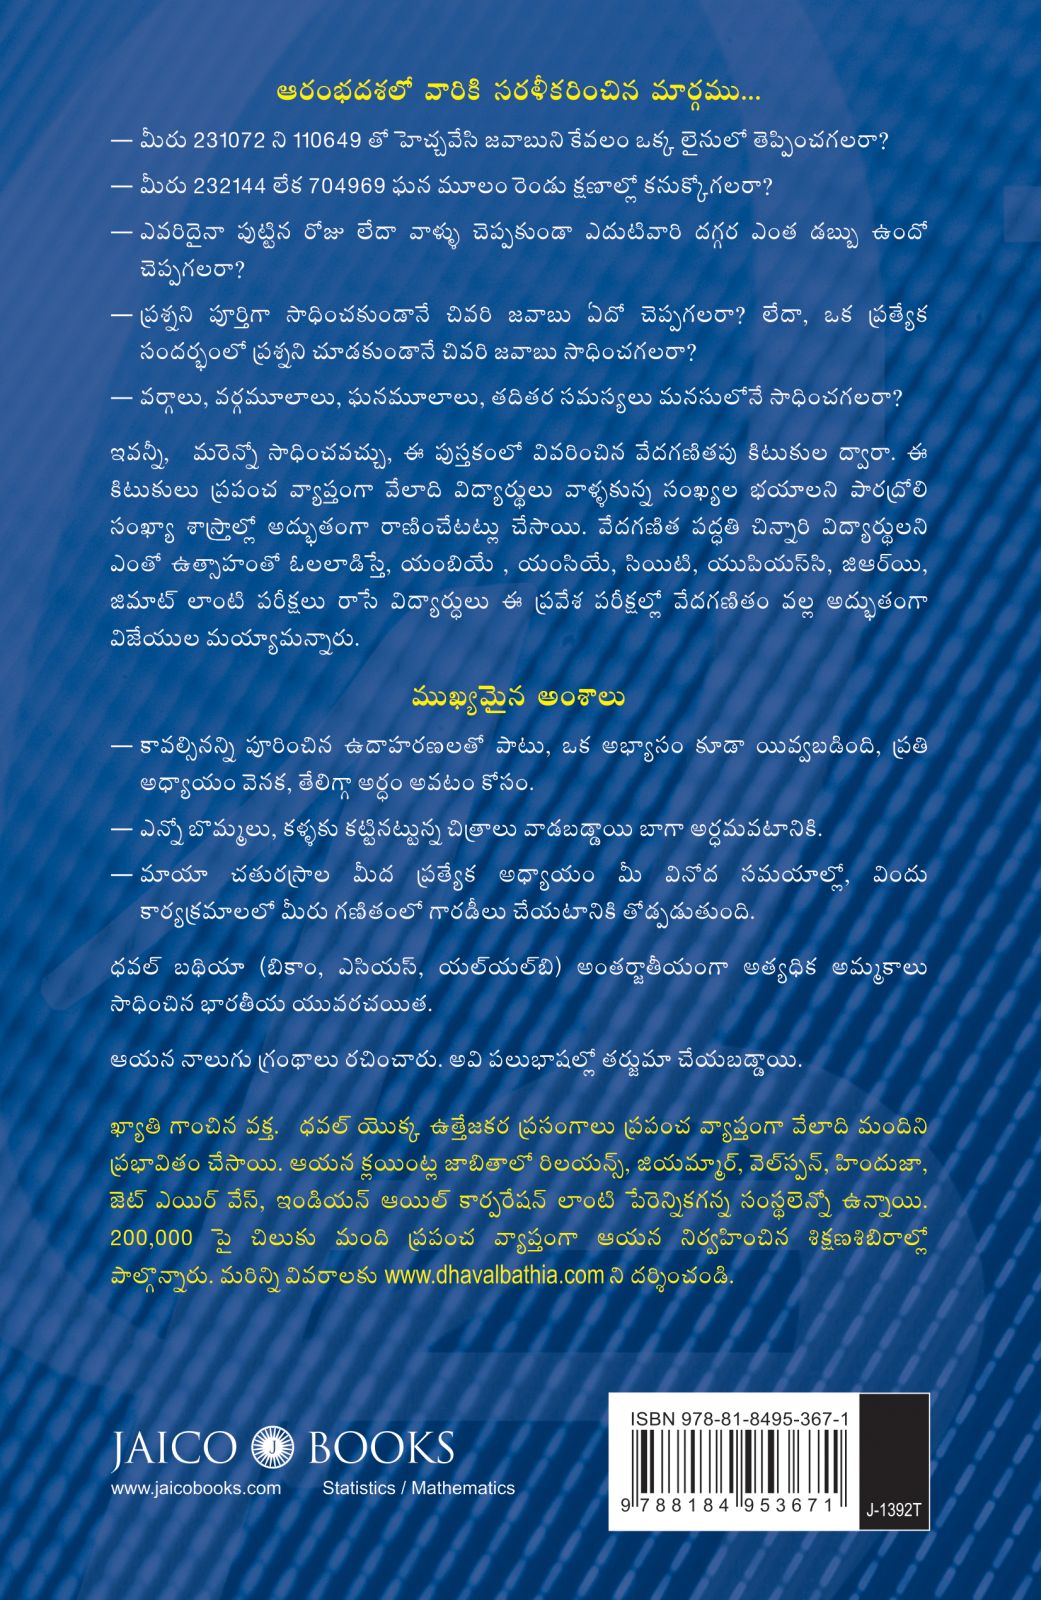 ఆరంభదశలో వారికి సరళీకరించిన మార్గము...
— మీరు 231072 ని 110649 తో హెచ్చవేసి జవాబుని కేవలం ఒక్క లైనులో తెప్పించగలరా?
— మీరు 232144 లేక 704969 ఘన మూలం రెండు క్షణాల్లో కనుక్కోగలరా?
— ఎవరిదైనా పుట్టిన రోజు లేదా వాళ్ళు చెప్పకుండా ఎదుటివారి దగ్గర ఎంత డబ్బు ఉందో
చెప్పగలరా?
— ప్రశ్నని పూర్తిగా సాధించకుండానే చివరి జవాబు ఏదో చెప్పగలరా? లేదా, ఒక ప్రత్యేక
సందర్భంలో ప్రశ్నని చూడకుండానే చివరి జవాబు సాధించగలరా?
— వర్గాలు, వర్గమూలాలు, ఘనమూలాలు, తదితర సమస్యలు మనసులోనే సాధించగలరా?
ఇవన్నీ, మరెన్నో సాధించవచ్చు, ఈ పుస్తకంలో వివరించిన వేదగణితపు కిటుకుల ద్వారా. ఈ
కిటుకులు ప్రపంచ వ్యాప్తంగా వేలాది విద్యార్థులు వాళ్ళకున్న సంఖ్యల భయాలని పారద్రోలి
సంఖ్యా శాస్త్రాల్లో అద్భుతంగా రాణించేటట్లు చేసాయి. వేదగణిత పద్ధతి చిన్నారి విద్యార్థులని
ఎంతో ఉత్సాహంతో ఓలలాడిస్తే, యంబియే , యంసియే, సియిటి, యుపియస్‌సి, జిఆర్‌యి,
జిమాట్ లాంటి పరీక్షలు రాసే విద్యార్ధులు ఈ ప్రవేశ పరీక్షల్లో వేదగణితం వల్ల అద్భుతంగా
విజేయుల మయ్యామన్నారు.
ముఖ్యమైన అంశాలు
— కావల్సినన్ని పూరించిన ఉదాహరణలతో పాటు, ఒక అభ్యాసం కూడా యివ్వబడింది, ప్రతి
అధ్యాయం వెనక, తేలిగ్గా అర్ధం అవటం కోసం.
— ఎన్నో బొమ్మలు, కళ్ళకు కట్టినట్టున్న చిత్రాలు వాడబడ్డాయి బాగా అర్ధమవటానికి.
— మాయా చతురస్రాల మీద ప్రత్యేక అధ్యాయం మీ వినోద సమయాల్లో, విందు
కార్యక్రమాలలో మీరు గణితంలో గారడీలు చేయటానికి తోడ్పడుతుంది.
ధవల్ బథియా (బికాం, ఎసియస్, యల్‌యల్‌బి) అంతర్జాతీయంగా అత్యధిక అమ్మకాలు
సాధించిన భారతీయ యువరచయిత.
ఆయన నాలుగు గ్రంథాలు రచించారు. అవి పలుభాషల్లో తర్జుమా చేయబడ్డాయి.
ఖ్యాతి గాంచిన వక్త. ధవల్ యొక్క ఉత్తేజకర ప్రసంగాలు ప్రపంచ వ్యాప్తంగా వేలాది మందిని
ప్రభావితం చేసాయి. ఆయన క్లయింట్ల జాబితాలో రిలయన్స్, జియమ్మార్, వెల్‌స్పన్, హిందుజా,
జెట్ ఎయిర్ వేస్, ఇండియన్ ఆయిల్ కార్పరేషన్ లాంటి పేరెన్నికగన్న సంస్థలెన్నో ఉన్నాయి.
200,000 పై చిలుకు మంది ప్రపంచ వ్యాప్తంగా ఆయన నిర్వహించిన శిక్షణశిబిరాల్లో
పాల్గొన్నారు. మరిన్ని వివరాలకు www.dhavalbathia.com ని దర్శించండి.
ISBN 978-81-8495-367-1
JAICO J BOOKS
www.jaicobooks.com Statistics / Mathematics
9 788184 953671
J-1392T